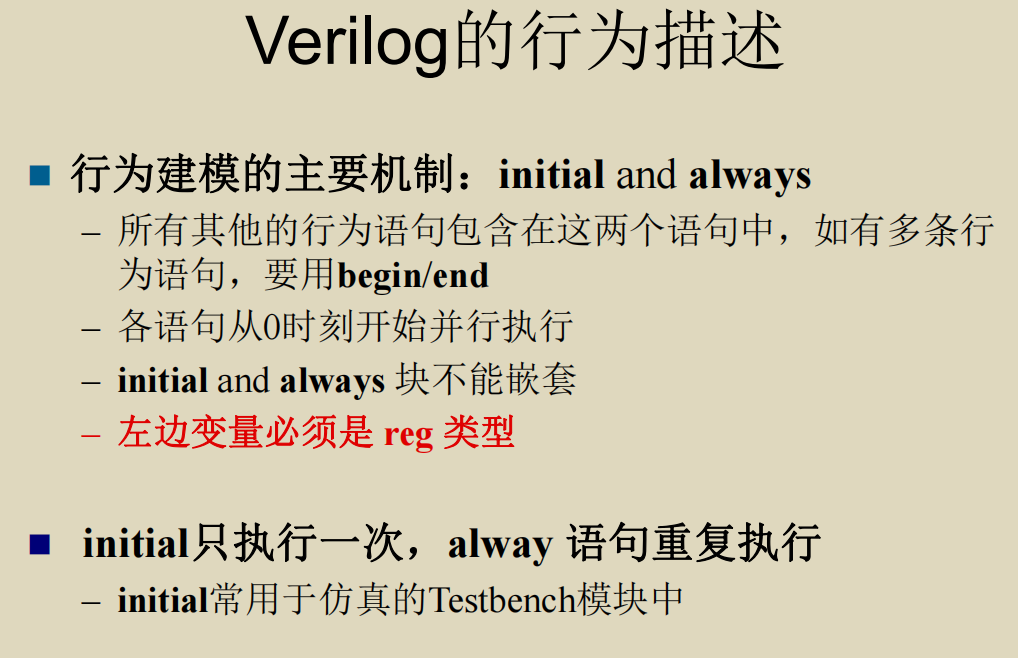 Verilog的行为描述
■ 行为建模的主要机制：initial and always
– 所有其他的行为语句包含在这两个语句中，如有多条行
为语句，要用begin/end
– 各语句从0时刻开始并行执行
– initial and always 块不能嵌套
– 左边变量必须是 reg 类型
■ initial只执行一次，alway 语句重复执行
– initial常用于仿真的Testbench模块中